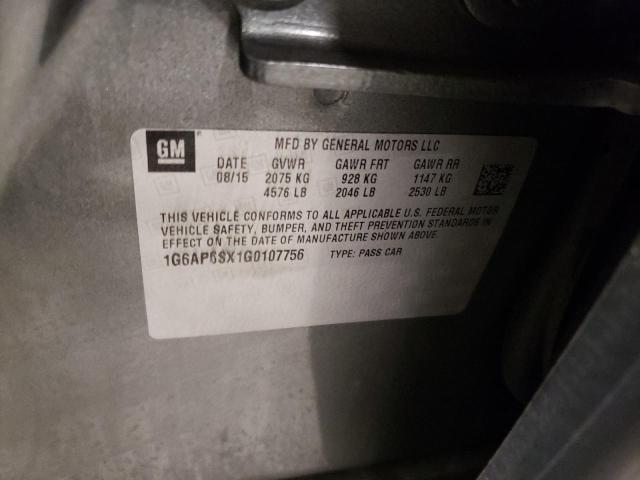 GM
MFD BY GENERAL MOTORS LLC
DATE GVWR GAWR FRT GAWR RR
08/15 2075 KG 928 KG 1147 KG
4576 LB 2046 LB 2530 LB
THIS VEHICLE CONFORMS TO ALL APPLICABLE U.S. FEDERAL MOTOR
VEHICLE SAFETY, BUMPER, AND THEFT PREVENTION STANDARDS IN
EFFECT ON THE DATE OF MANUFACTURE SHOWN ABOVE.
1G6AP5SX1G0107756 TYPE: PASS CAR